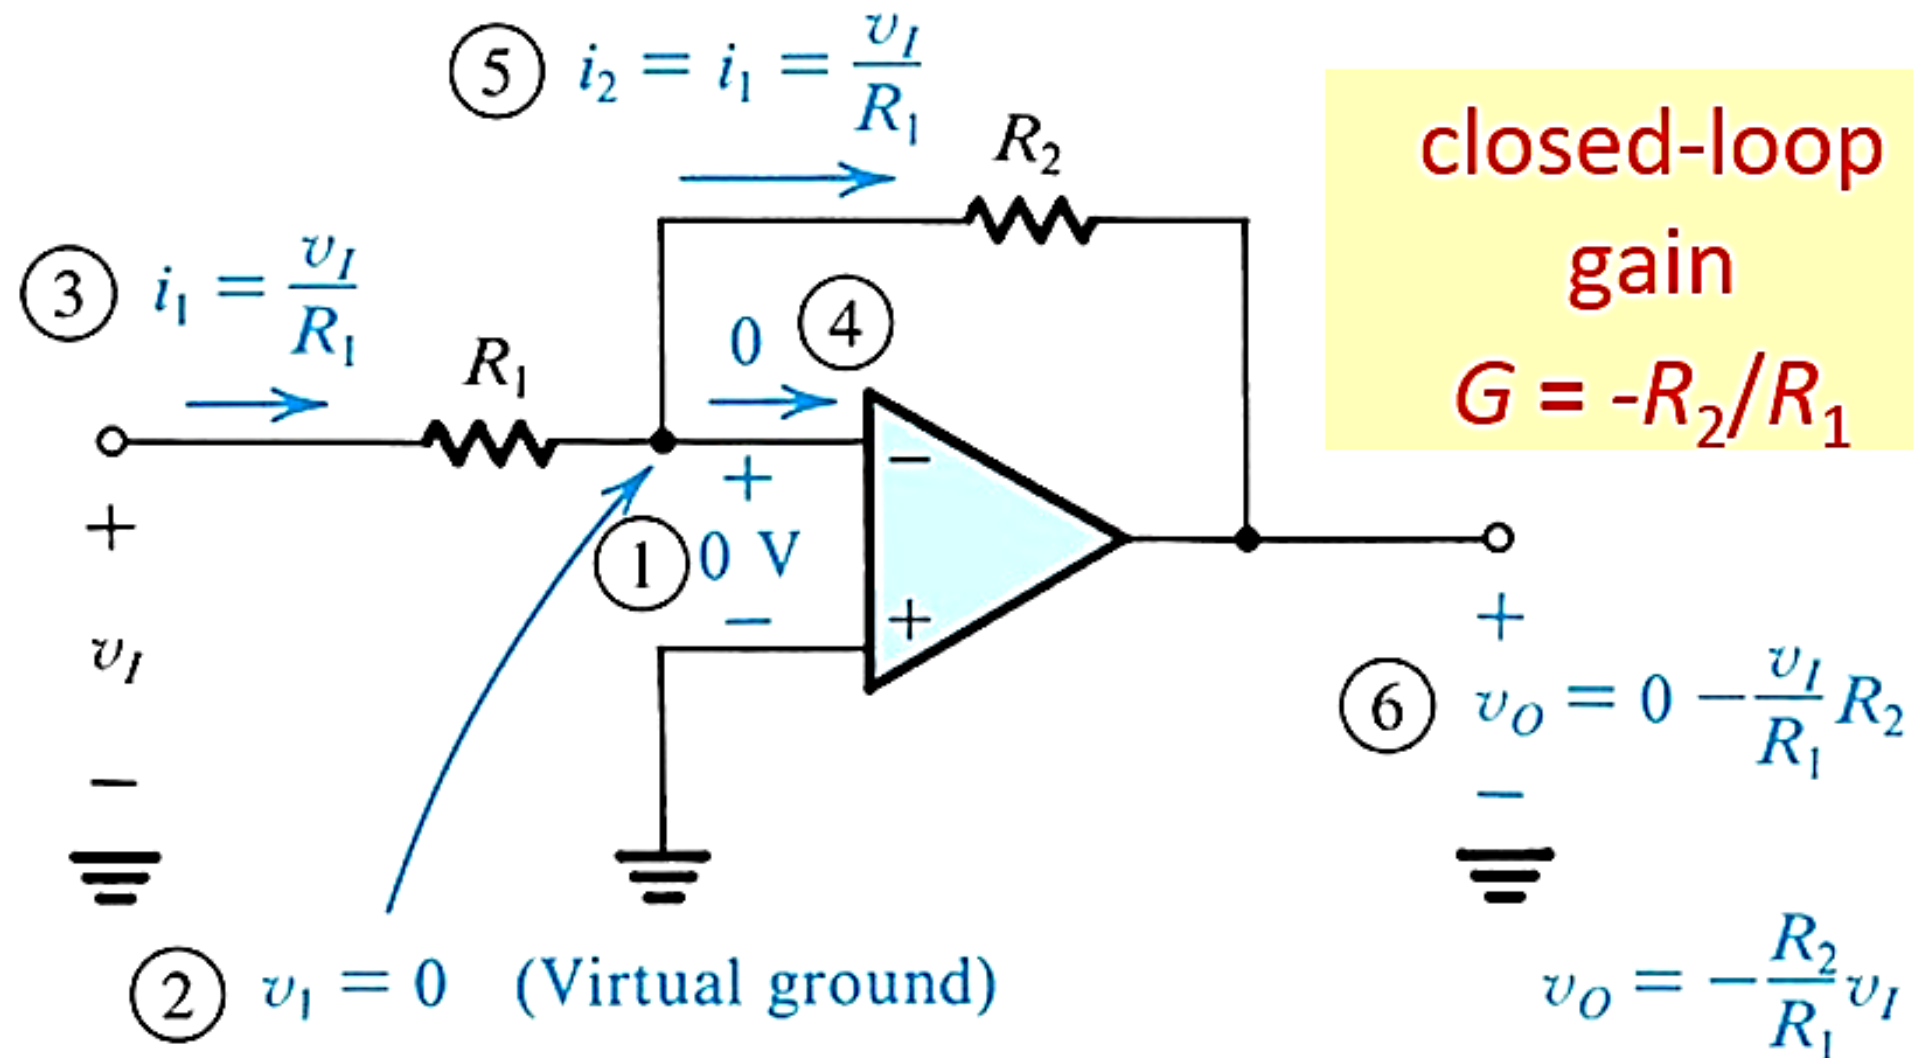 ⑤ i₂ = i₁ = v_I/R₁
R₂
closed-loop
gain
G = -R₂/R₁
③ i₁ = v_I/R₁
R₁
0 ④
−
+
① 0 V
−
+
+
v_I
−
+
⑥ v_O = 0 − (v_I/R₁) R₂
−
② v₁ = 0 (Virtual ground)
v_O = −(R₂/R₁) v_I